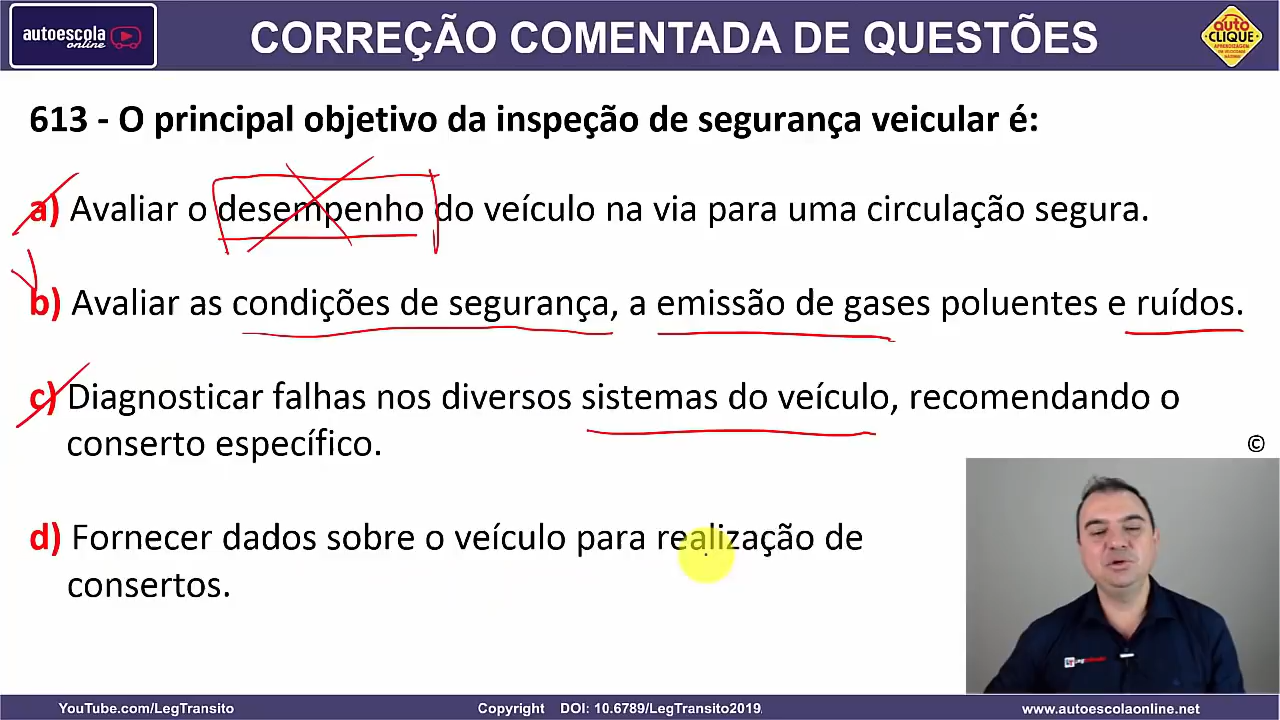 autoescola
online
CORREÇÃO COMENTADA DE QUESTÕES
auto
CLIQUE
613 - O principal objetivo da inspeção de segurança veicular é:
a) Avaliar o desempenho do veículo na via para uma circulação segura.
b) Avaliar as condições de segurança, a emissão de gases poluentes e ruídos.
c) Diagnosticar falhas nos diversos sistemas do veículo, recomendando o
conserto específico.
©
d) Fornecer dados sobre o veículo para realização de
consertos.
YouTube.com/LegTransito
Copyright DOI: 10.6789/LegTransito2019
www.autoescolaonline.net